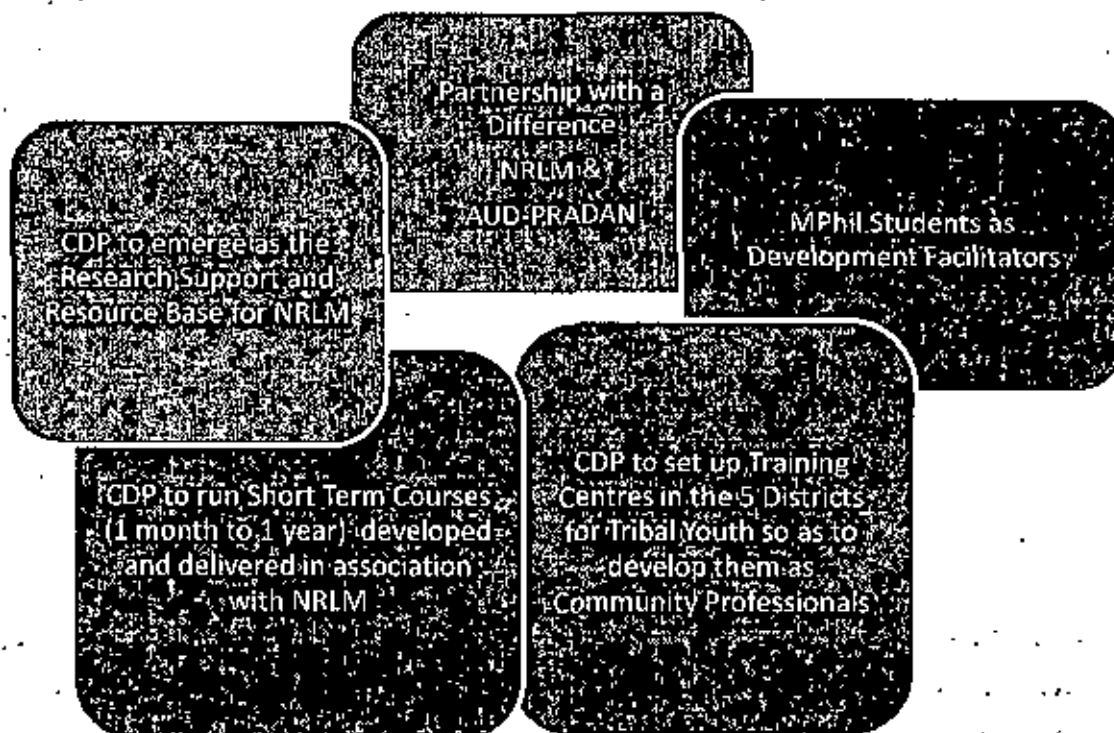 Partnership with a
Difference
NRLM &
AUD-PRADAN
MPhil Students as
Development Facilitators
CDP to set up Training
Centres in the 5 Districts
for Tribal Youth so as to
develop them as
Community Professionals
CDP to run Short Term Courses
(1 month to 1 year) developed
and delivered in association
with NRLM
CDP to emerge as the
Research Support and
Resource Base for NRLM